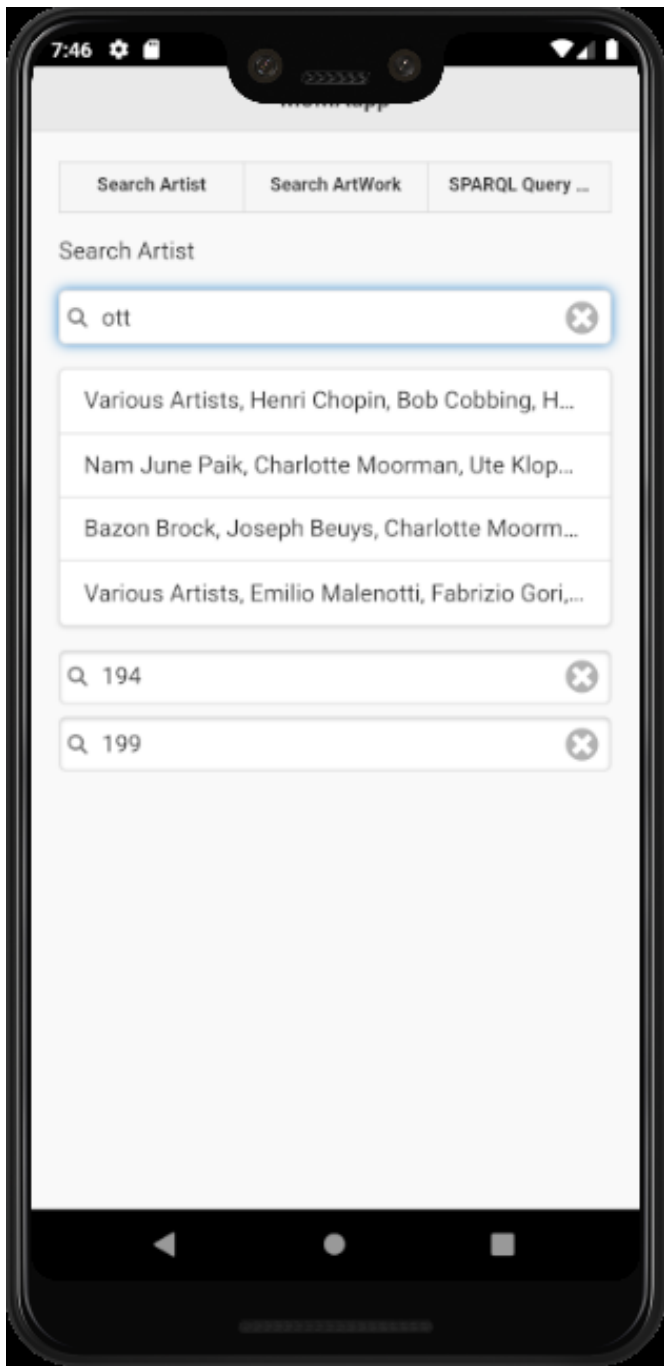 7:46
Search Artist
Search ArtWork
SPARQL Query ...
Search Artist
ott
Various Artists, Henri Chopin, Bob Cobbing, H...
Nam June Paik, Charlotte Moorman, Ute Klop...
Bazon Brock, Joseph Beuys, Charlotte Moorm...
Various Artists, Emilio Malenotti, Fabrizio Gori,...
194
199